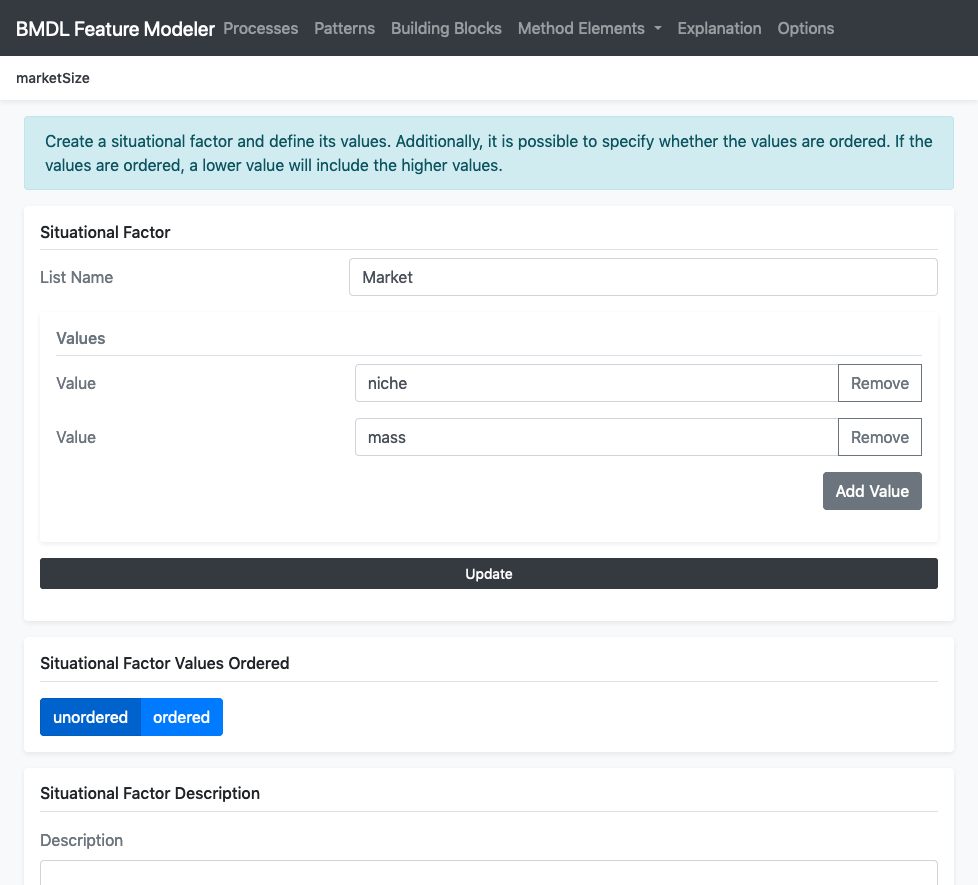 BMDL Feature Modeler Processes Patterns Building Blocks Method Elements Explanation Options
marketSize
Create a situational factor and define its values. Additionally, it is possible to specify whether the values are ordered. If the
values are ordered, a lower value will include the higher values.
Situational Factor
List Name Market
Values
Value niche Remove
Value mass Remove
Add Value
Update
Situational Factor Values Ordered
unordered ordered
Situational Factor Description
Description